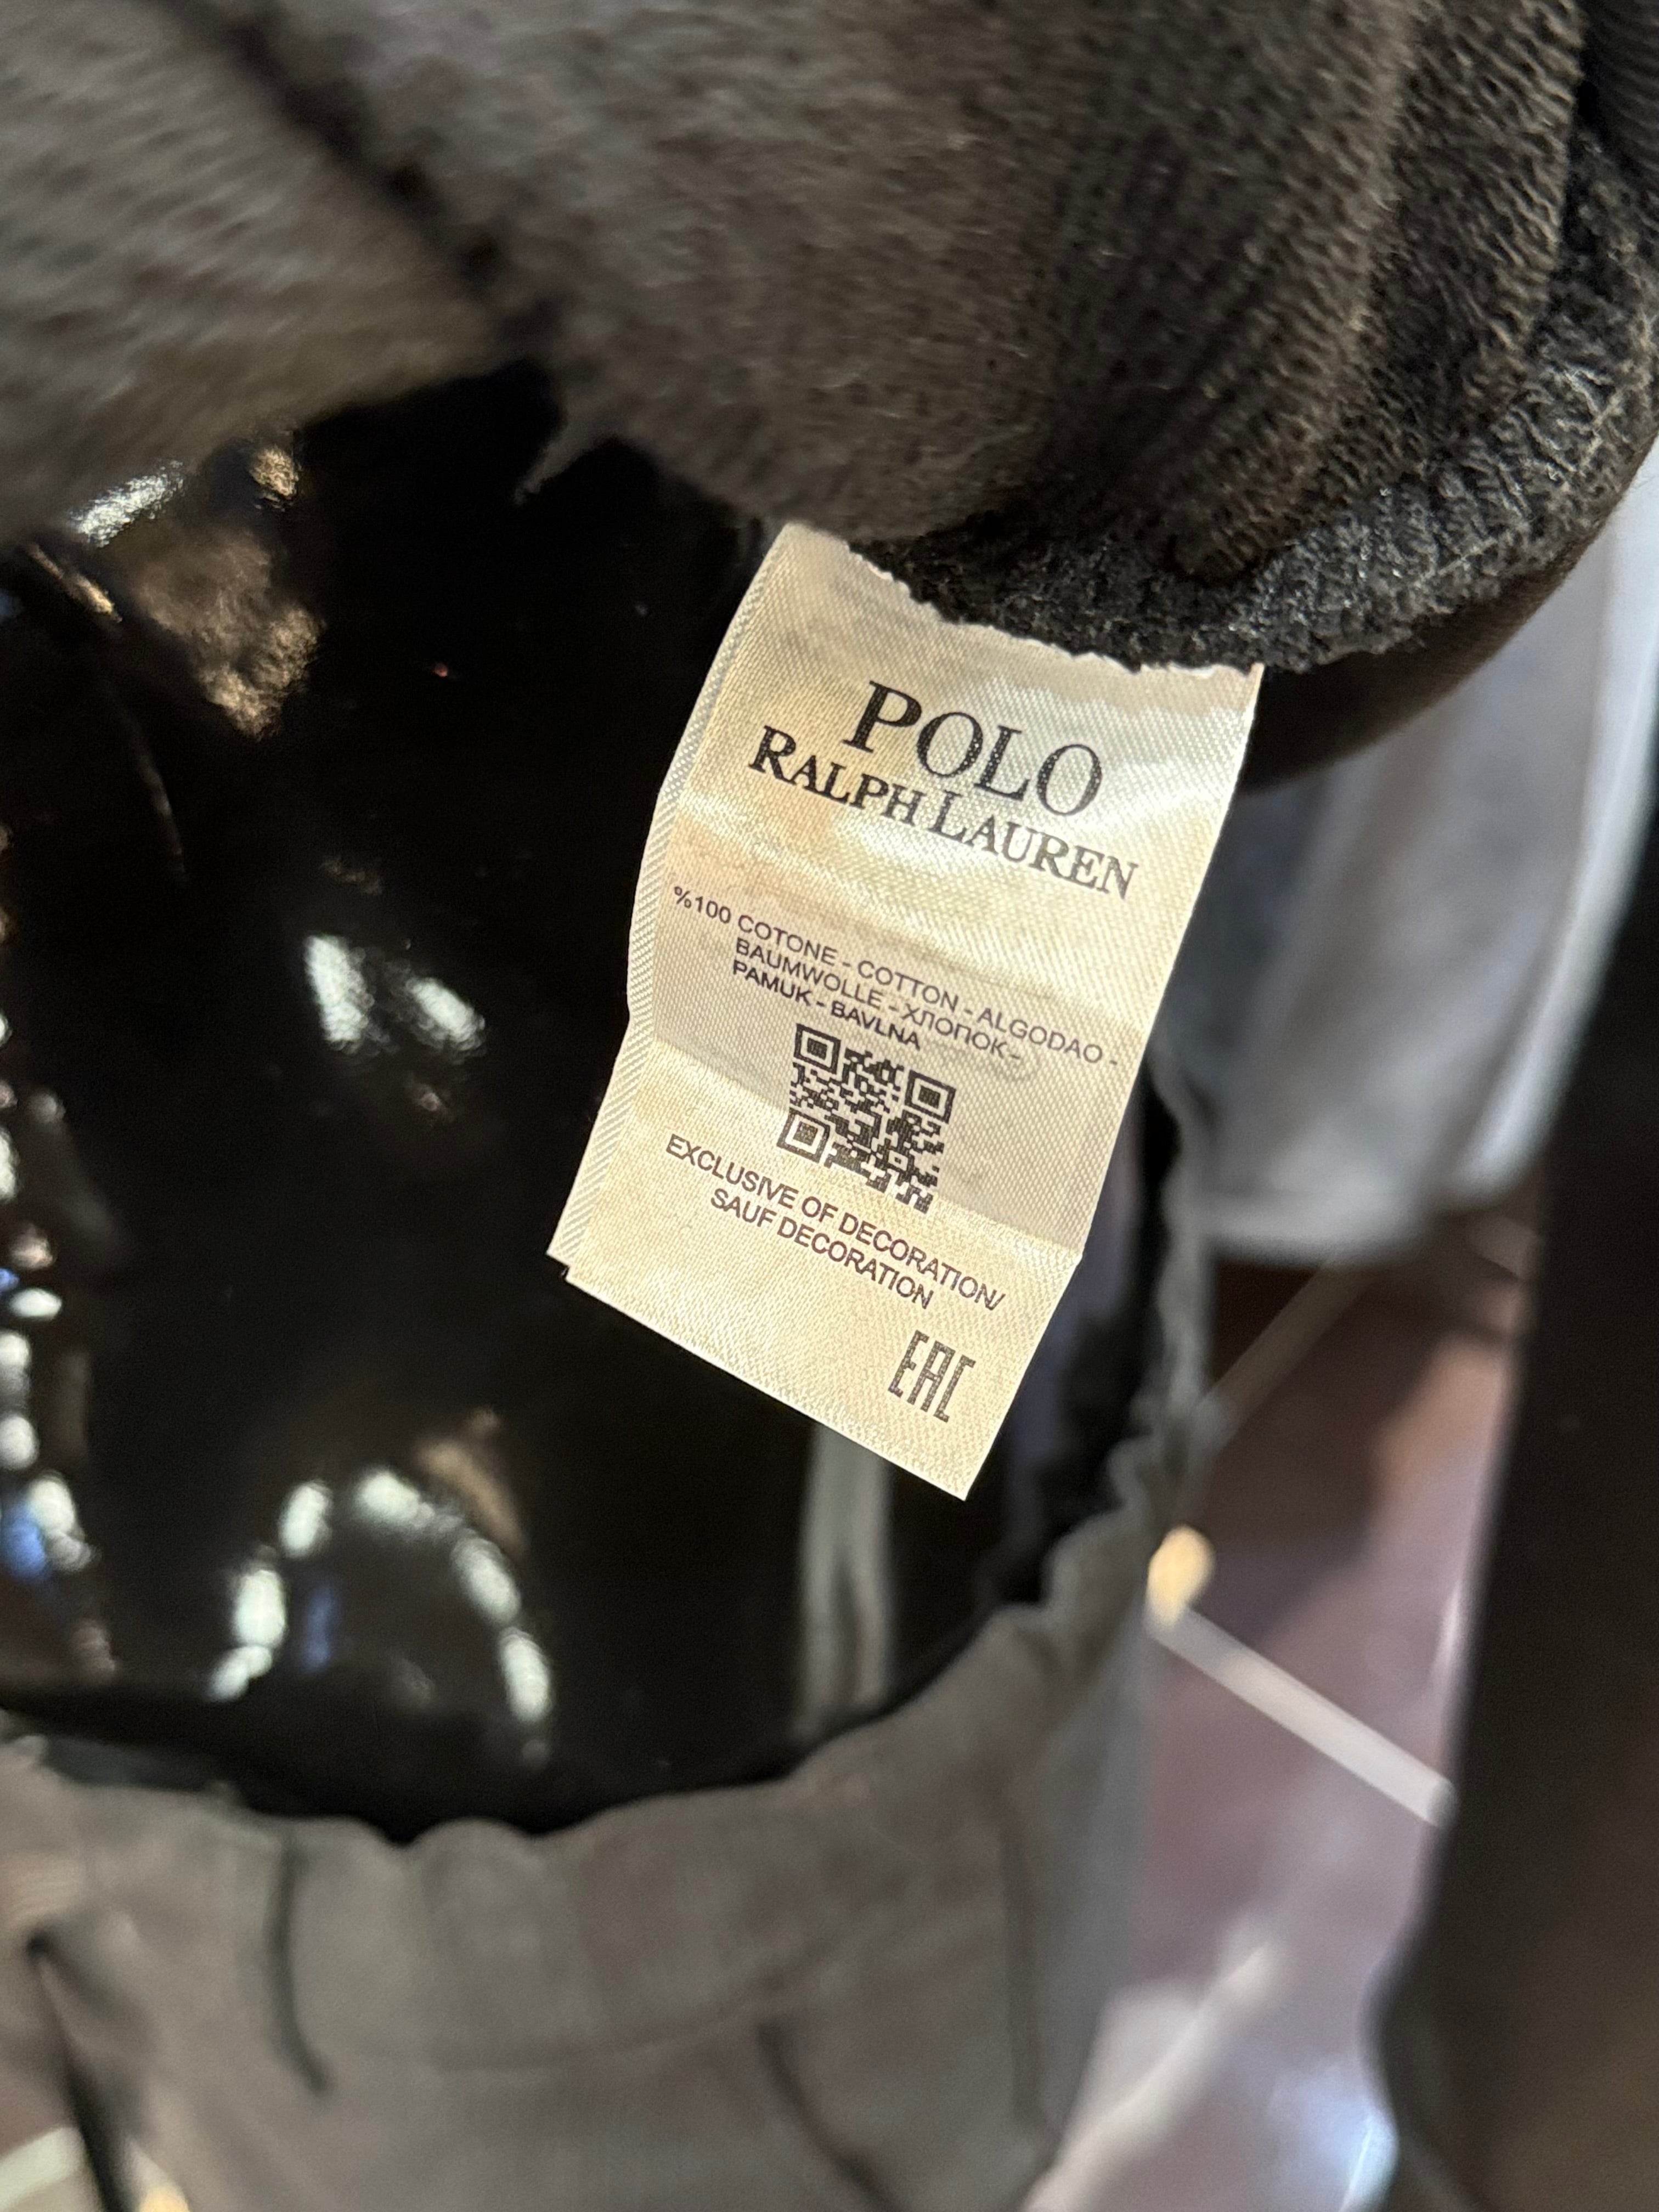 POLO
RALPH LAUREN
%100 COTONE - COTTON - ALGODAO -
BAUMWOLLE - ХЛОПОК -
PAMUK - BAVLNA
EXCLUSIVE OF DECORATION/
SAUF DECORATION
EAC